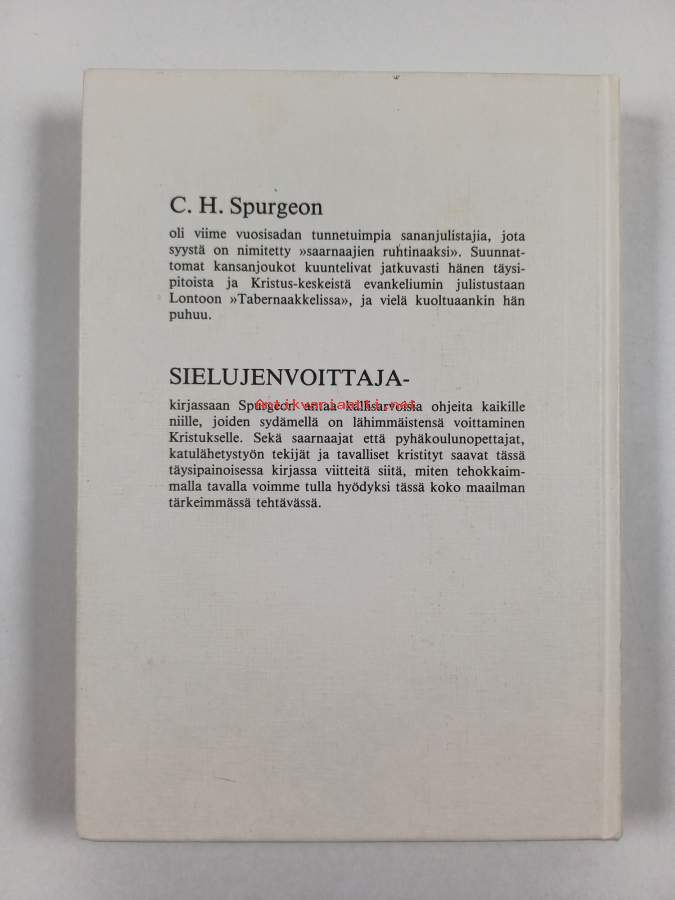 C. H. Spurgeon
oli viime vuosisadan tunnetuimpia sananjulistajia, jota
syystä on nimitetty »saarnaajien ruhtinaaksi». Suunnat-
tomat kansanjoukot kuuntelivat jatkuvasti hänen täysi-
pitoista ja Kristus-keskeistä evankeliumin julistustaan
Lontoon »Tabernaakkelissa», ja vielä kuoltuaankin hän
puhuu.
SIELUJENVOITTAJA-
kirjassaan Spurgeon antaa kallisarvoisia ohjeita kaikille
niille, joiden sydämellä on lähimmäistensä voittaminen
Kristukselle. Sekä saarnaajat että pyhäkoulunopettajat,
katulähetystyön tekijät ja tavalliset kristityt saavat tässä
täysipainoisessa kirjassa viitteitä siitä, miten tehokkaim-
malla tavalla voimme tulla hyödyksi tässä koko maailman
tärkeimmässä tehtävässä.
antikvariaatti.net